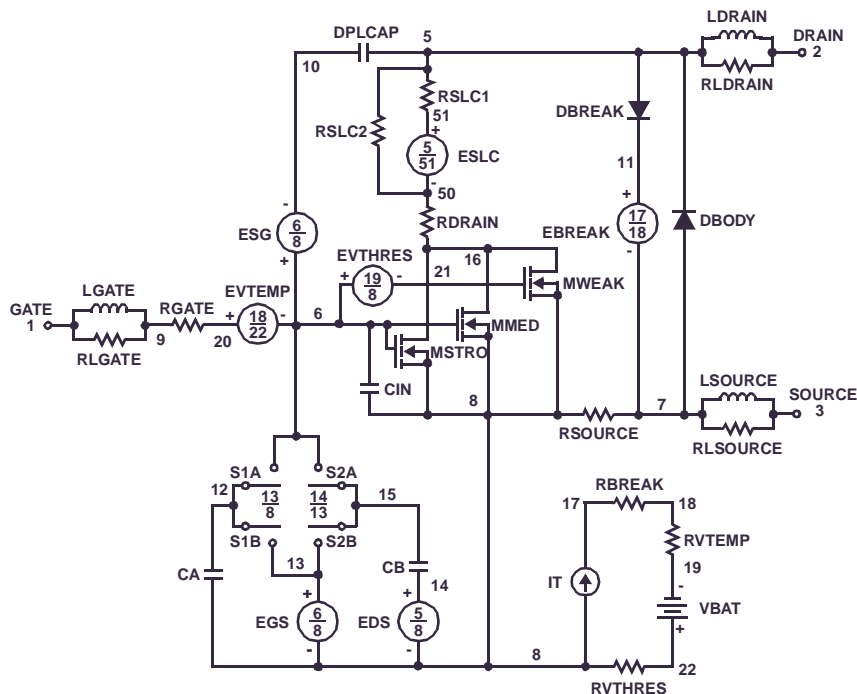 LDRAIN
DPLCAP 5 DRAIN
10 2
RLDRAIN
RSLC1
RSLC2 51 DBREAK
+
5
51
ESLC
-
50
11
-
RDRAIN
+
17
18
EBREAK
-
DBODY
6
8
ESG
+
EVTHRES 16
+ 19
8
- 21
MWEAK
LGATE EVTEMP
GATE
1
RGATE
+ 18
22
- 6
MMED
9 20
RLGATE
MSTRO
CIN
LSOURCE
8 7 SOURCE
3
RSOURCE
RLSOURCE
S1A S2A
12 13
8
14
13
15
S1B S2B
13
RBREAK
17 18
RVTEMP
CA CB
14
IT
19
-
VBAT
+
+ +
EGS 6
8
EDS 5
8
- -
8 22
RVTHRES